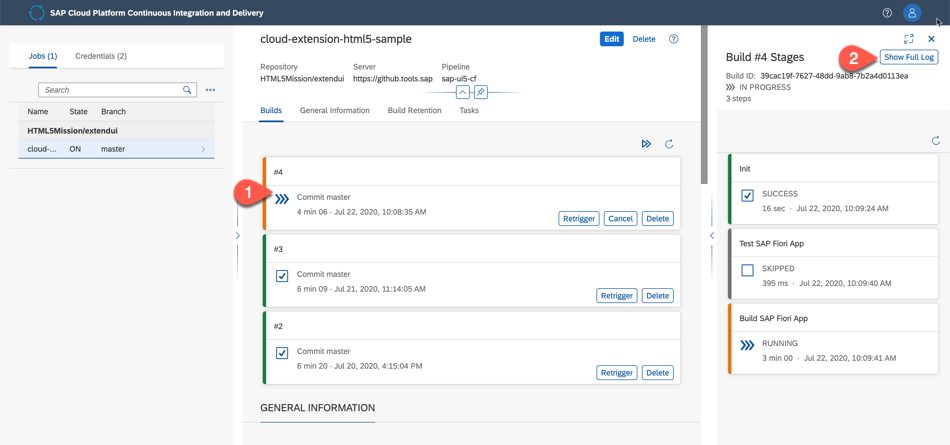 SAP Cloud Platform Continuous Integration and Delivery
Jobs (1)
Credentials (2)
Search
Name
State
Branch
HTML5Mission/extendui
cloud-...
ON
master
cloud-extension-html5-sample
Edit
Delete
Repository
Server
Pipeline
HTML5Mission/extendui
https://github.tools.sap
sap-ui5-cf
Builds
General Information
Build Retention
Tasks
#4
1
Commit master
4 min 06 · Jul 22, 2020, 10:08:35 AM
Retrigger
Cancel
Delete
#3
Commit master
6 min 09 · Jul 21, 2020, 11:14:05 AM
Retrigger
Delete
#2
Commit master
6 min 20 · Jul 20, 2020, 4:15:04 PM
Retrigger
Delete
GENERAL INFORMATION
Build #4 Stages
2
Show Full Log
Build ID: 39cac19f-7627-48dd-9ab8-7b2a4d0113ea
IN PROGRESS
3 steps
Init
SUCCESS
16 sec · Jul 22, 2020, 10:09:24 AM
Test SAP Fiori App
SKIPPED
395 ms · Jul 22, 2020, 10:09:40 AM
Build SAP Fiori App
RUNNING
3 min 00 · Jul 22, 2020, 10:09:41 AM